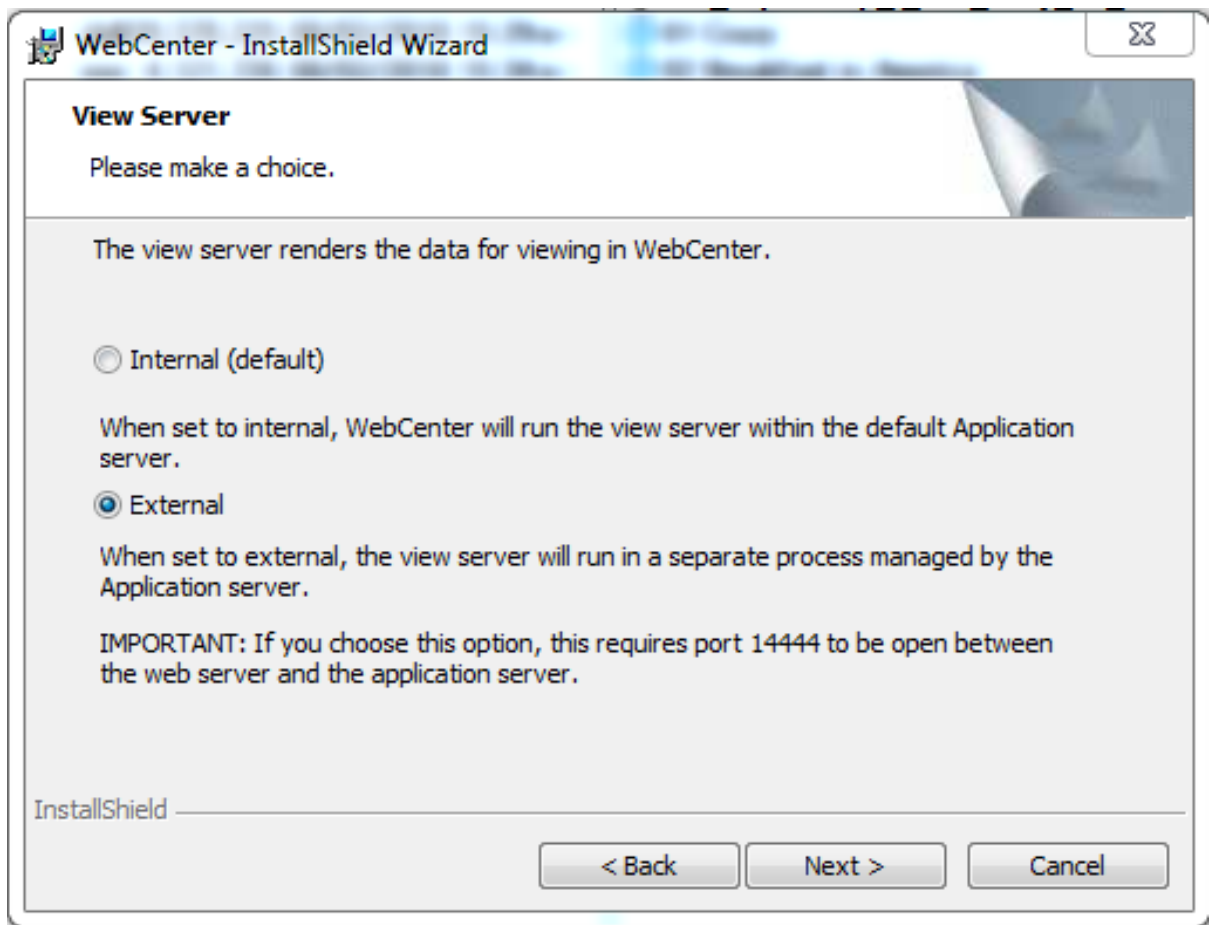 WebCenter - InstallShield Wizard
View Server
Please make a choice.
The view server renders the data for viewing in WebCenter.
Internal (default)
When set to internal, WebCenter will run the view server within the default Application
server.
External
When set to external, the view server will run in a separate process managed by the
Application server.
IMPORTANT: If you choose this option, this requires port 14444 to be open between
the web server and the application server.
InstallShield
< Back
Next >
Cancel